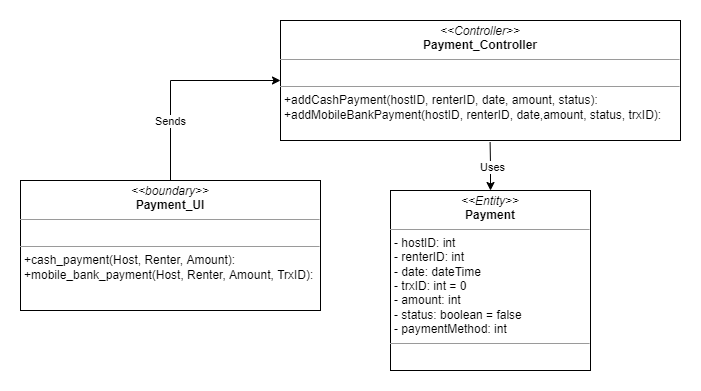 <<Controller>>
Payment_Controller
+addCashPayment(hostID, renterID, date, amount, status):
+addMobileBankPayment(hostID, renterID, date,amount, status, trxID):
Sends
Uses
<<boundary>>
Payment_UI
+cash_payment(Host, Renter, Amount):
+mobile_bank_payment(Host, Renter, Amount, TrxID):
<<Entity>>
Payment
- hostID: int
- renterID: int
- date: dateTime
- trxID: int = 0
- amount: int
- status: boolean = false
- paymentMethod: int